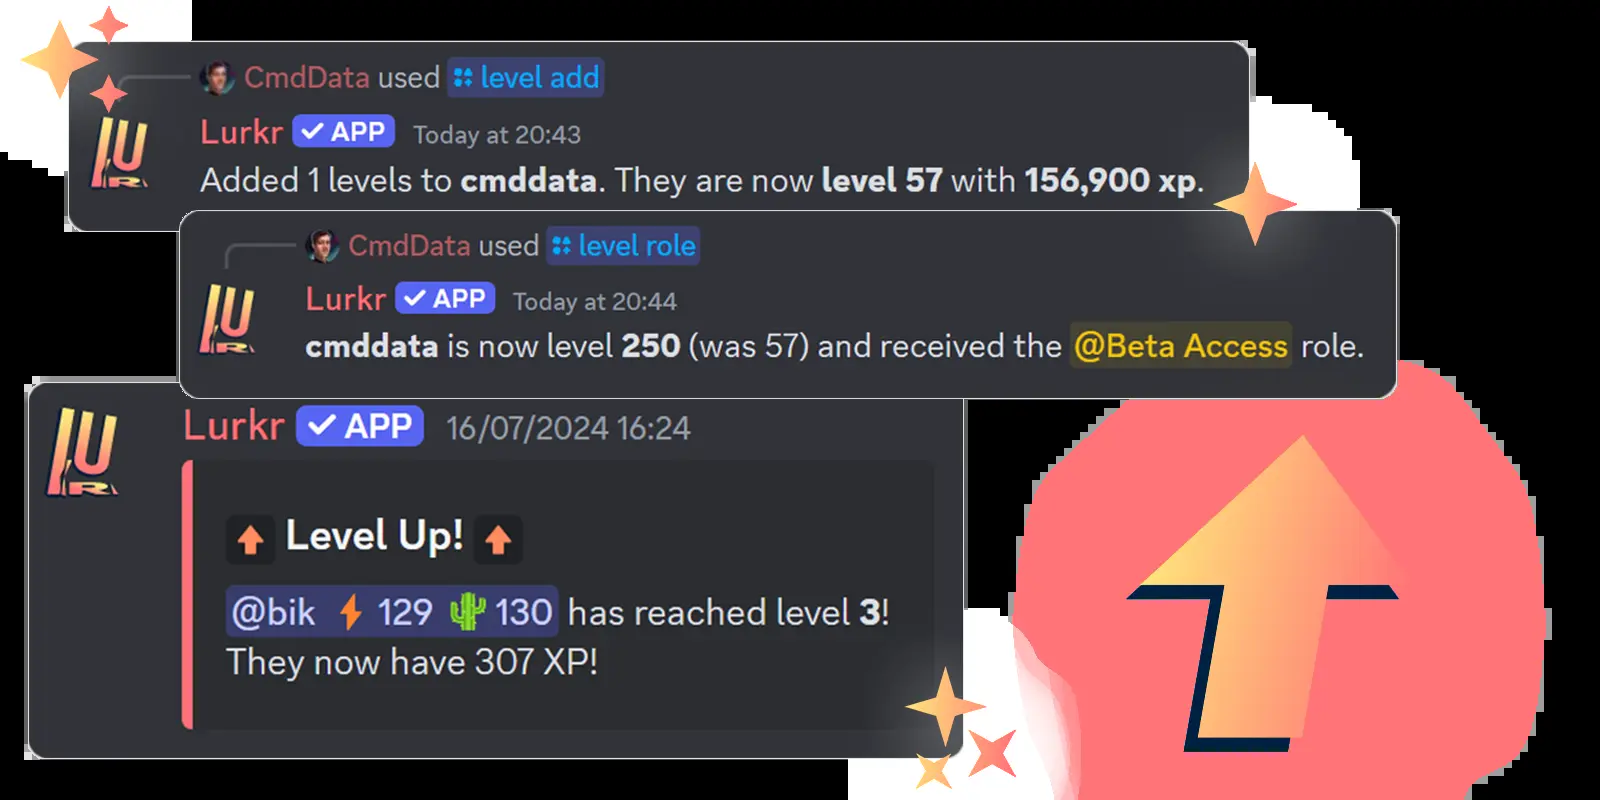 CmdData used level add
Lurkr APP Today at 20:43
Added 1 levels to cmddata. They are now level 57 with 156,900 xp.
CmdData used level role
Lurkr APP Today at 20:44
cmddata is now level 250 (was 57) and received the @Beta Access role.
Lurkr APP 16/07/2024 16:24
Level Up!
@bik ⚡ 129 🌵 130 has reached level 3!
They now have 307 XP!